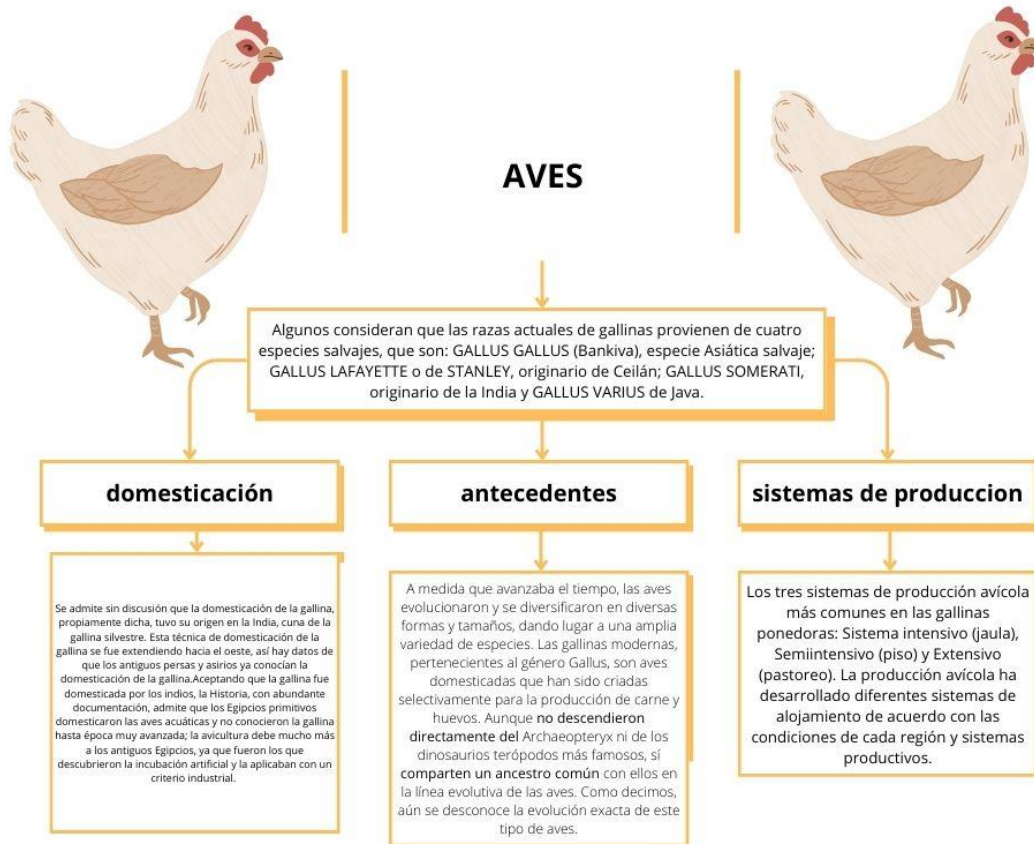 AVES
Algunos consideran que las razas actuales de gallinas provienen de cuatro
especies salvajes, que son: GALLUS GALLUS (Bankiva), especie Asiática salvaje;
GALLUS LAFAYETTE o de STANLEY, originario de Ceilán; GALLUS SOMERATI,
originario de la India y GALLUS VARIUS de Java.
domesticación
Se admite sin discusión que la domesticación de la gallina,
propiamente dicha, tuvo su origen en la India, cuna de la
gallina silvestre. Esta técnica de domesticación de la
gallina se fue extendiendo hacia el oeste, así hay datos de
que los antiguos persas y asirios ya conocían la
domesticación de la gallina.Aceptando que la gallina fue
domesticada por los indios, la Historia, con abundante
documentación, admite que los Egipcios primitivos
domesticaron las aves acuáticas y no conocieron la gallina
hasta época muy avanzada; la avicultura debe mucho más
a los antiguos Egipcios, ya que fueron los que
descubrieron la incubación artificial y la aplicaban con un
criterio industrial.
antecedentes
A medida que avanzaba el tiempo, las aves
evolucionaron y se diversificaron en diversas
formas y tamaños, dando lugar a una amplia
variedad de especies. Las gallinas modernas,
pertenecientes al género Gallus, son aves
domesticadas que han sido criadas
selectivamente para la producción de carne y
huevos. Aunque no descendieron
directamente del Archaeopteryx ni de los
dinosaurios terópodos más famosos, sí
comparten un ancestro común con ellos en
la línea evolutiva de las aves. Como decimos,
aún se desconoce la evolución exacta de este
tipo de aves.
sistemas de produccion
Los tres sistemas de producción avícola
más comunes en las gallinas
ponedoras: Sistema intensivo (jaula),
Semiintensivo (piso) y Extensivo
(pastoreo). La producción avícola ha
desarrollado diferentes sistemas de
alojamiento de acuerdo con las
condiciones de cada región y sistemas
productivos.